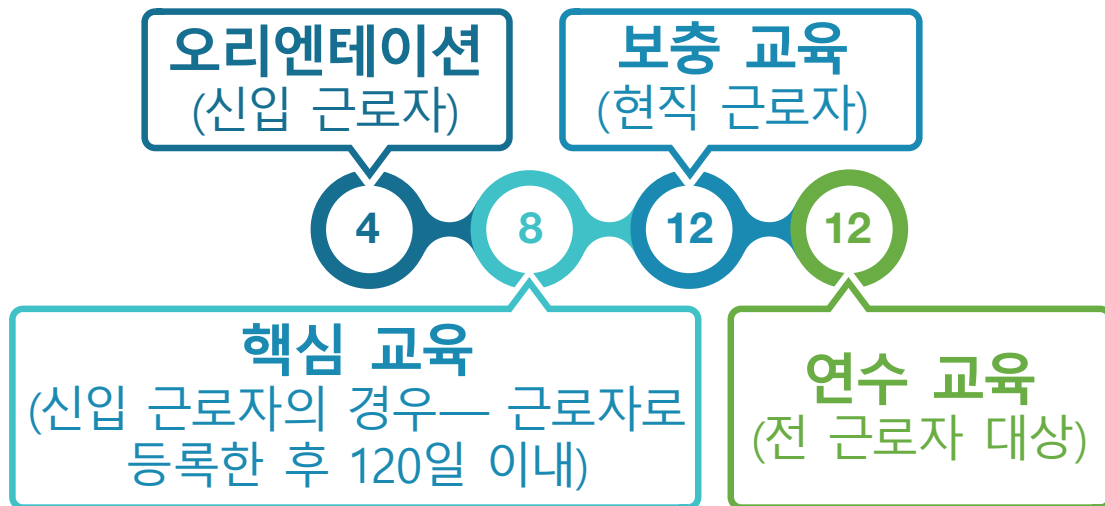 오리엔테이션
(신입 근로자)
보충 교육
(현직 근로자)
4
8
12
12
핵심 교육
(신입 근로자의 경우— 근로자로
등록한 후 120일 이내)
연수 교육
(전 근로자 대상)